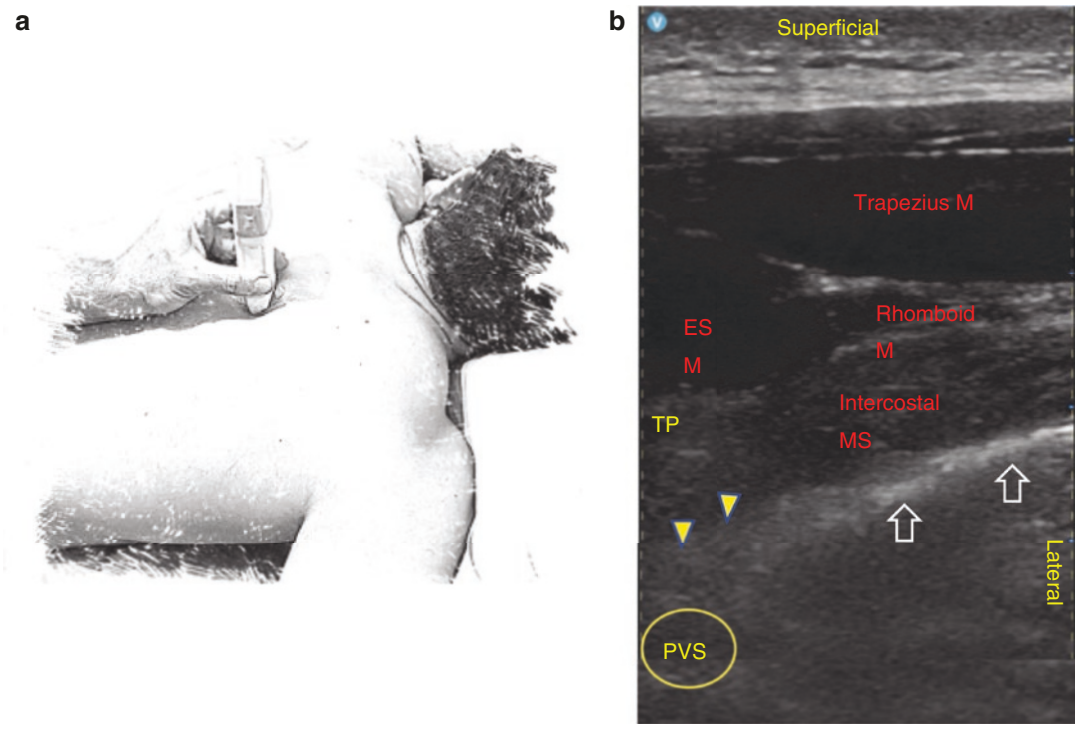 a
b
V
Superficial
Trapezius M
Rhomboid
M
ES
M
Intercostal
MS
TP
Lateral
PVS